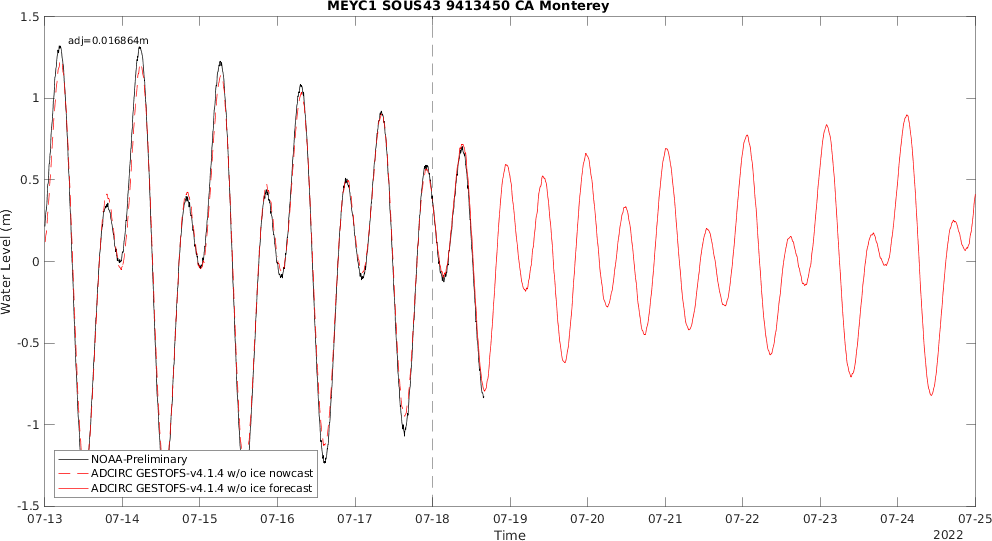 MEYC1 SOUS43 9413450 CA Monterey
adj=0.016864m
1.5
1
0.5
0
-0.5
-1
-1.5
Water Level (m)
NOAA-Preliminary
ADCIRC GESTOFS-v4.1.4 w/o ice nowcast
ADCIRC GESTOFS-v4.1.4 w/o ice forecast
07-13 07-14 07-15 07-16 07-17 07-18 07-19 07-20 07-21 07-22 07-23 07-24 07-25
Time
2022